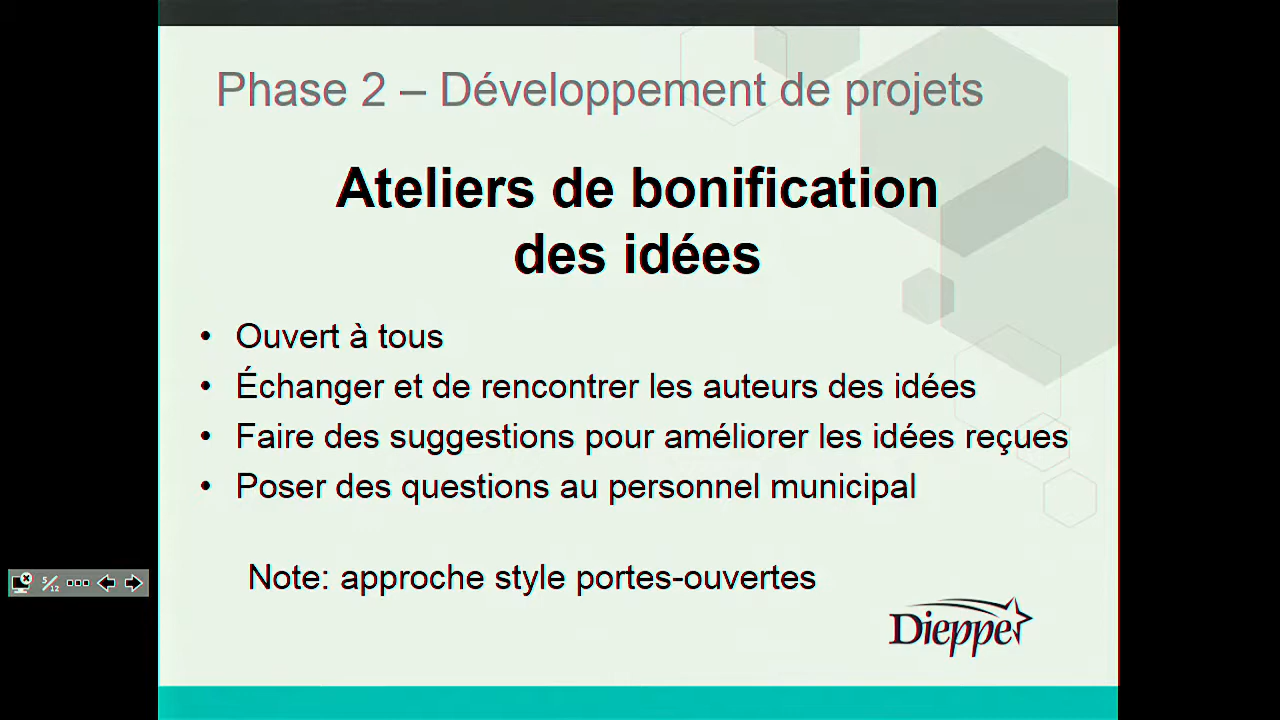 Phase 2 – Développement de projets
Ateliers de bonification
des idées
• Ouvert à tous
• Échanger et de rencontrer les auteurs des idées
• Faire des suggestions pour améliorer les idées reçues
• Poser des questions au personnel municipal
Note: approche style portes-ouvertes
5/12
Dieppe